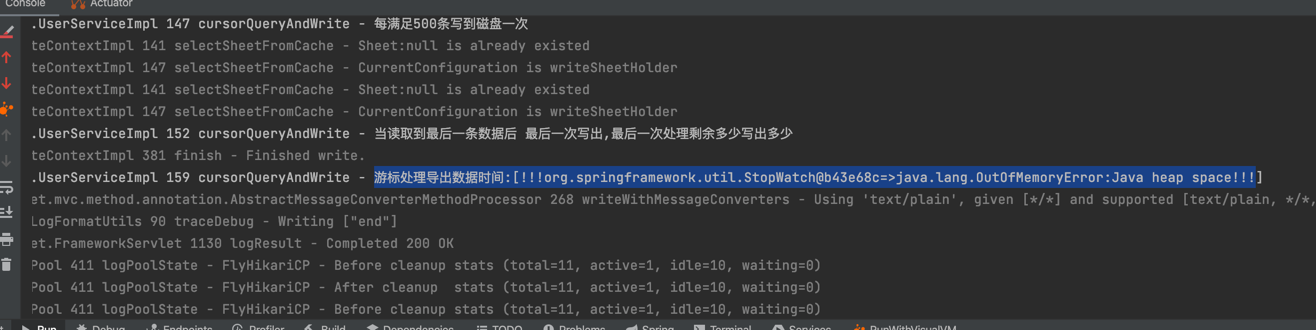 Console Actuator
.UserServiceImpl 147 cursorQueryAndWrite - 每满足500条写到磁盘一次
teContextImpl 141 selectSheetFromCache - Sheet:null is already existed
teContextImpl 147 selectSheetFromCache - CurrentConfiguration is writeSheetHolder
teContextImpl 141 selectSheetFromCache - Sheet:null is already existed
teContextImpl 147 selectSheetFromCache - CurrentConfiguration is writeSheetHolder
.UserServiceImpl 152 cursorQueryAndWrite - 当读取到最后一条数据后 最后一次写出,最后一次处理剩余多少写出多少
teContextImpl 381 finish - Finished write.
.UserServiceImpl 159 cursorQueryAndWrite - 游标处理导出数据时间:[!!!org.springframework.util.StopWatch@b43e68c=>java.lang.OutOfMemoryError:Java heap space!!!]
et.mvc.method.annotation.AbstractMessageConverterMethodProcessor 268 writeWithMessageConverters - Using 'text/plain', given [*/*] and supported [text/plain, */*,
LogFormatUtils 90 traceDebug - Writing ["end"]
et.FrameworkServlet 1130 logResult - Completed 200 OK
Pool 411 logPoolState - FlyHikariCP - Before cleanup stats (total=11, active=1, idle=10, waiting=0)
Pool 411 logPoolState - FlyHikariCP - After cleanup  stats (total=11, active=1, idle=10, waiting=0)
Pool 411 logPoolState - FlyHikariCP - Before cleanup stats (total=11, active=1, idle=10, waiting=0)
Run Debug Endpoints Profiler Build Dependencies TODO Problems Spring Terminal Services RunWithVisualVM